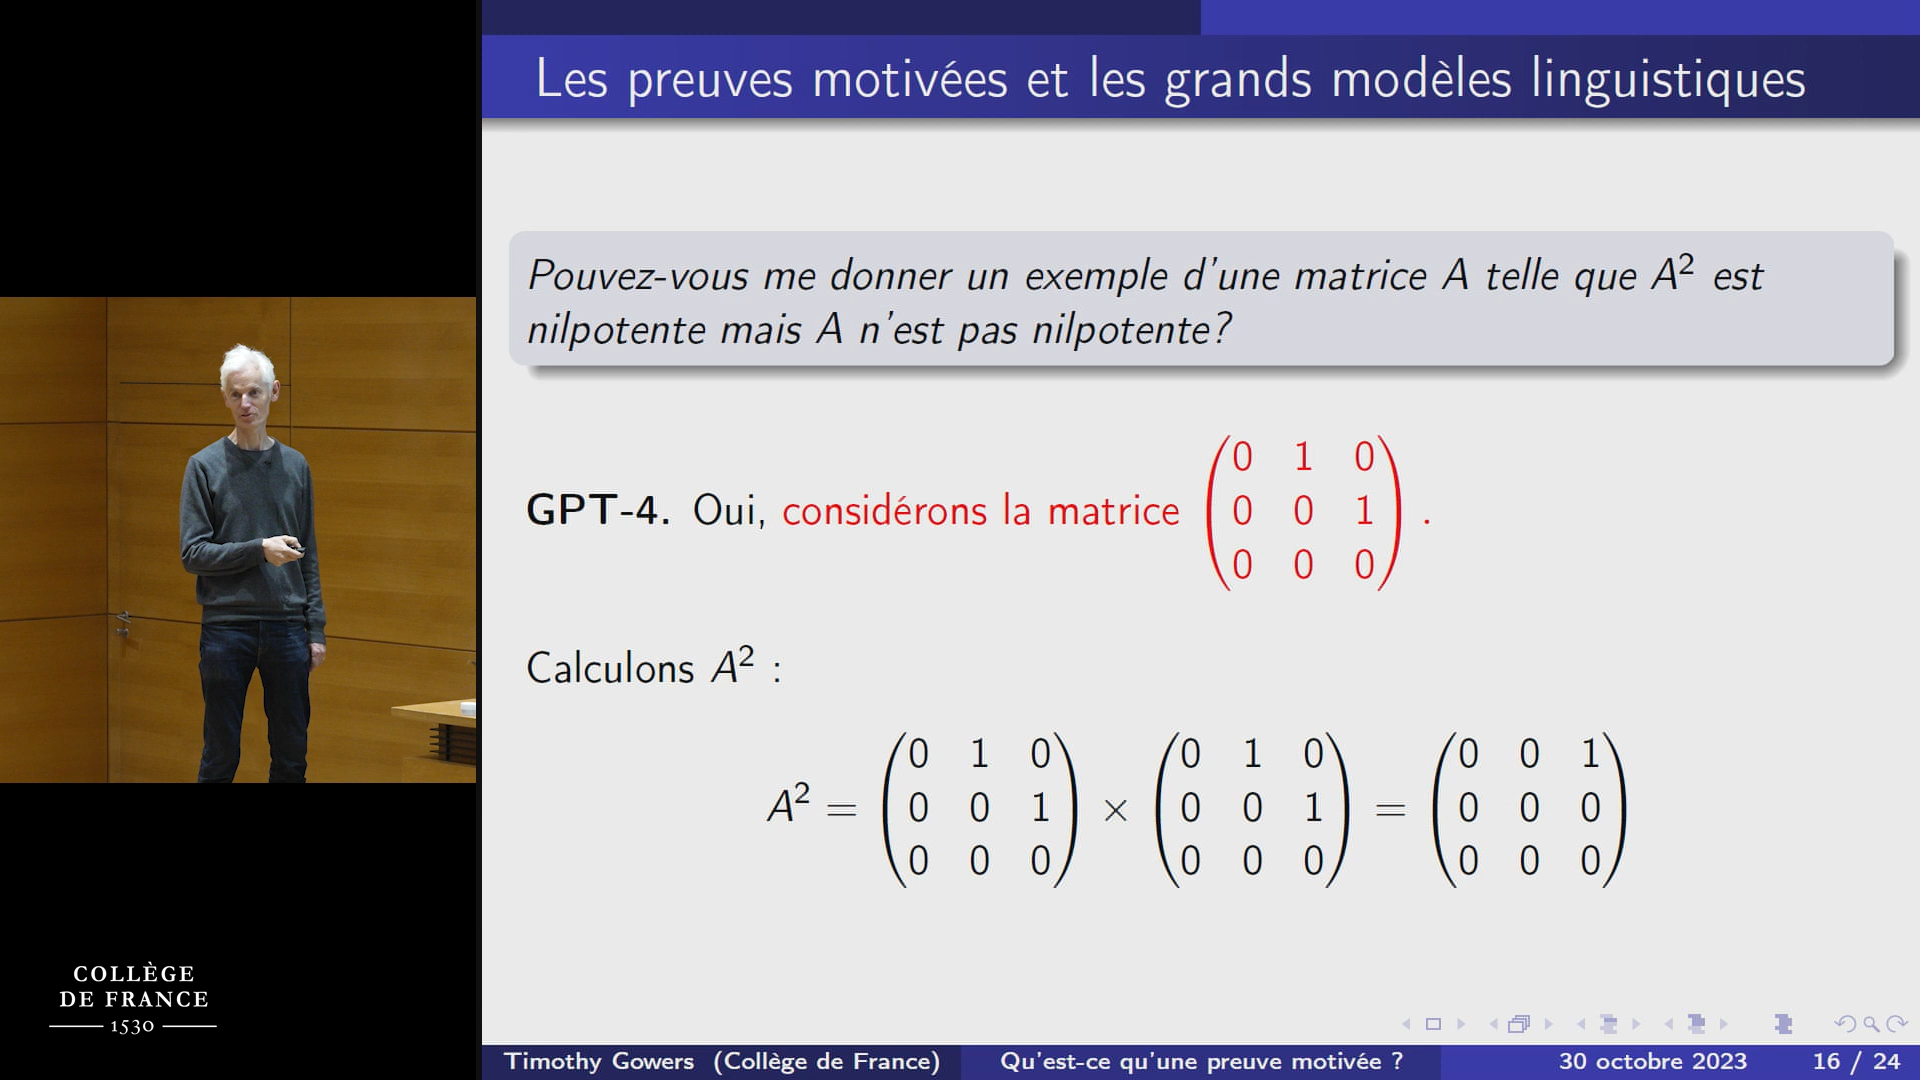 Les preuves motivées et les grands modèles linguistiques
Pouvez-vous me donner un exemple d'une matrice A telle que A² est
nilpotente mais A n'est pas nilpotente?
0 1 0
GPT-4. Oui, considérons la matrice 0 0 1 .
0 0 0
Calculons A² :
0 1 0 0 1 0 0 0 1
A² = 0 0 1 × 0 0 1 = 0 0 0
0 0 0 0 0 0 0 0 0
COLLÈGE
DE FRANCE
1530
Timothy Gowers (Collège de France) Qu'est-ce qu'une preuve motivée ? 30 octobre 2023 16 / 24